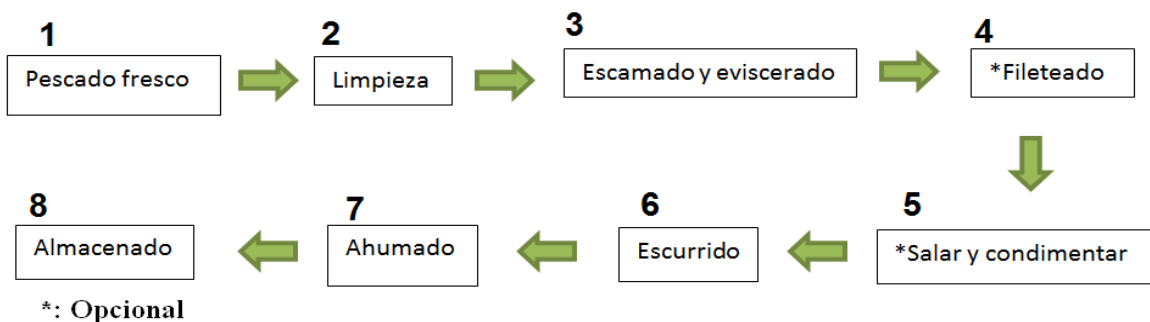 1
Pescado fresco
2
Limpieza
3
Escamado y eviscerado
4
*Fileteado
5
*Salar y condimentar
6
Escurrido
7
Ahumado
8
Almacenado
*: Opcional